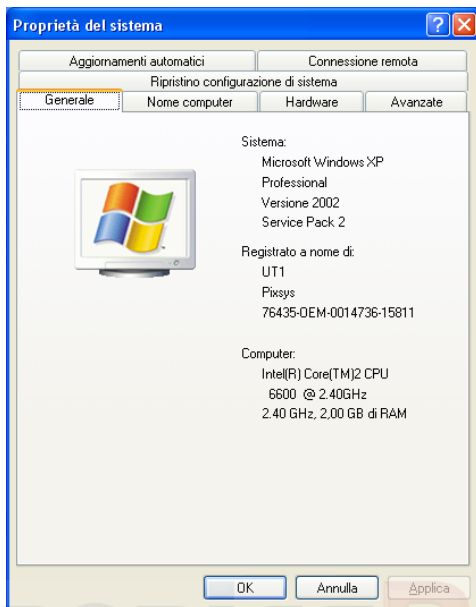 Proprietà del sistema
Aggiornamenti automatici
Connessione remota
Ripristino configurazione di sistema
Generale
Nome computer
Hardware
Avanzate
Sistema:
Microsoft Windows XP
Professional
Versione 2002
Service Pack 2
Registrato a nome di:
UT1
Pixsys
76435-OEM-0014736-15811
Computer:
Intel(R) Core(TM)2 CPU
6600 @ 2.40GHz
2.40 GHz, 2,00 GB di RAM
OK
Annulla
Applica